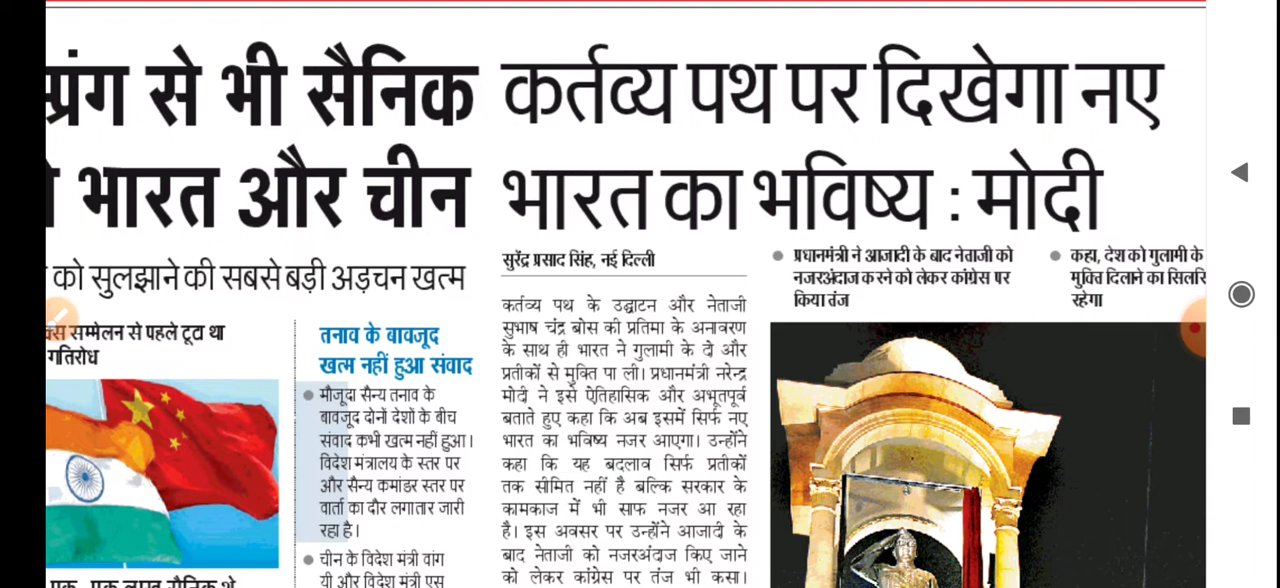 से भी सैनिक
भारत और चीन
को सुलझाने की सबसे बड़ी अड़चन खत्म
सम्मेलन से पहले टूटा था
गतिरोध
तनाव के बावजूद
खत्म नहीं हुआ संवाद
मौजूदा सैन्य तनाव के
बावजूद दोनों देशों के बीच
संवाद कभी खत्म नहीं हुआ।
विदेश मंत्रालय के स्तर पर
और सैन्य कमांडर स्तर पर
वार्ता का दौर लगातार जारी
रहा है।
चीन के विदेश मंत्री वांग
यी और विदेश मंत्री एस
कर्तव्य पथ पर दिखेगा नए
भारत का भविष्य : मोदी
सुरेंद्र प्रसाद सिंह, नई दिल्ली
कर्तव्य पथ के उद्घाटन और नेताजी
सुभाष चंद्र बोस की प्रतिमा के अनावरण
के साथ ही भारत ने गुलामी के दो और
प्रतीकों से मुक्ति पा ली। प्रधानमंत्री नरेन्द्र
मोदी ने इसे ऐतिहासिक और अभूतपूर्व
बताते हुए कहा कि अब इसमें सिर्फ नए
भारत का भविष्य नजर आएगा। उन्होंने
कहा कि यह बदलाव सिर्फ प्रतीकों
तक सीमित नहीं है बल्कि सरकार के
कामकाज में भी साफ नजर आ रहा
है। इस अवसर पर उन्होंने आजादी के
बाद नेताजी को नजरअंदाज किए जाने
को लेकर कांग्रेस पर तंज भी कसा।
प्रधानमंत्री ने आजादी के बाद नेताजी को
नजरअंदाज करने को लेकर कांग्रेस पर
किया तंज
कहा, देश को गुलामी के
मुक्ति दिलाने का
रहेगा